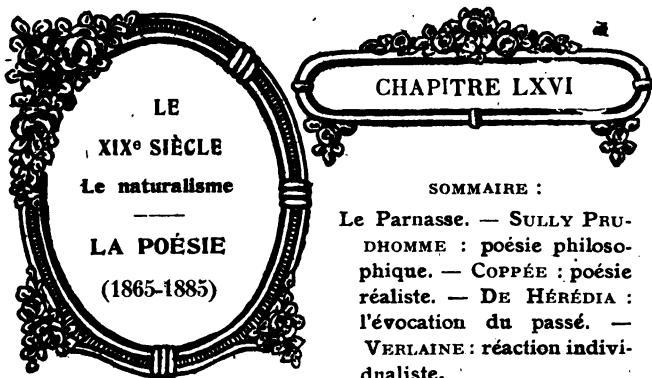 LE
XIXe SIÈCLE
Le naturalisme
LA POÉSIE
(1865-1885)
CHAPITRE LXVI
SOMMAIRE :
Le Parnasse. — SULLY PRU-
DHOMME : poésie philoso-
phique. — COPPÉE : poésie
réaliste. — DE HÉRÉDIA :
l'évocation du passé. —
VERLAINE : réaction indivi-
dualiste.